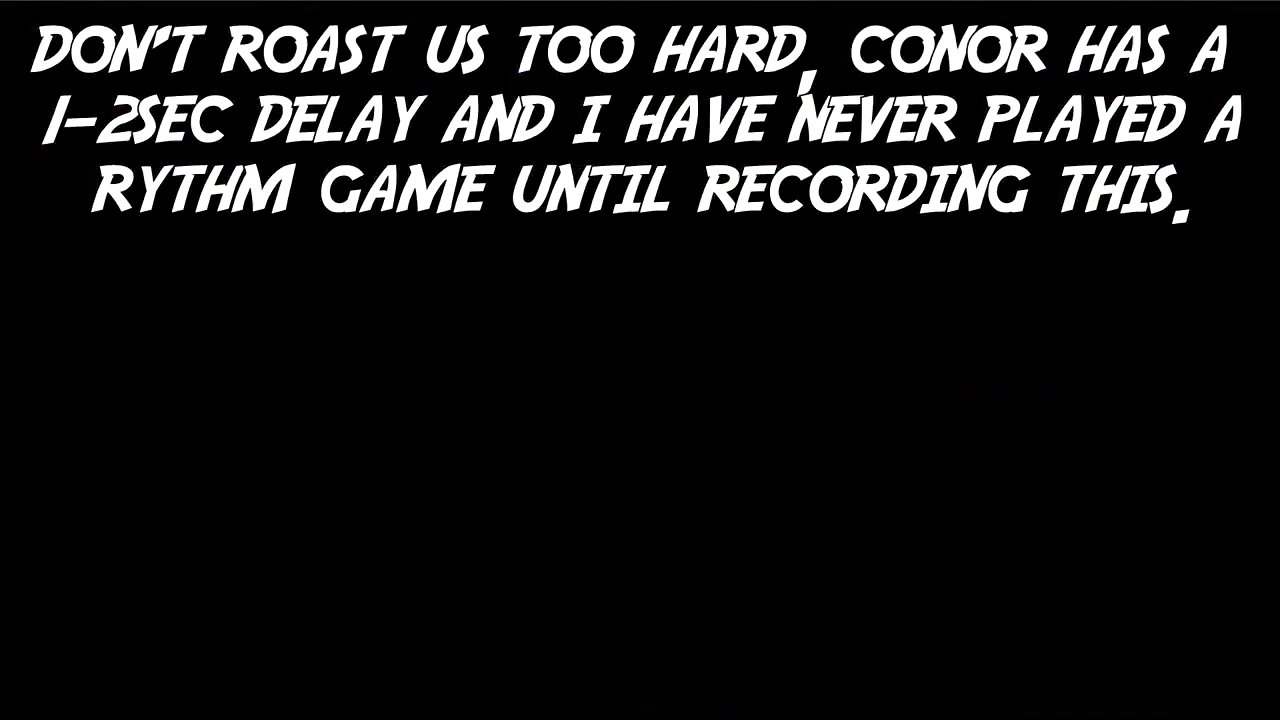 DON'T ROAST US TOO HARD, CONOR HAS A
1-2SEC DELAY AND I HAVE NEVER PLAYED A
RYTHM GAME UNTIL RECORDING THIS.